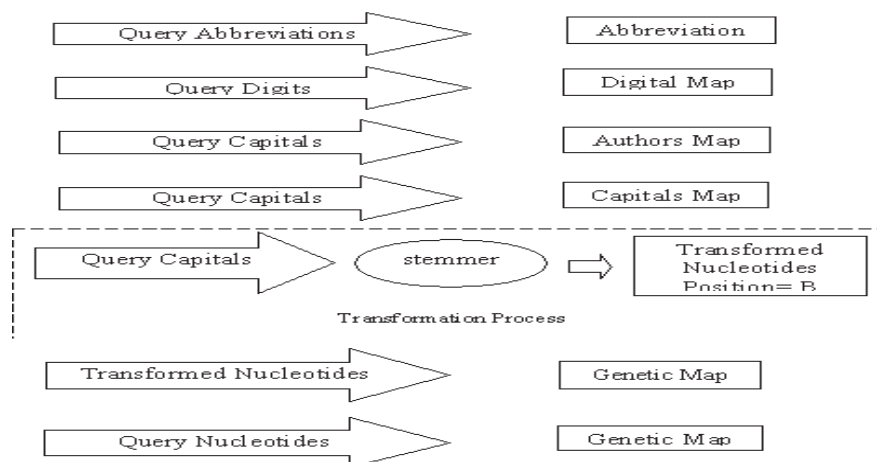 Query Abbreviations
Abbreviation
Query Digits
Digital Map
Query Capitals
Authors Map
Query Capitals
Capitals Map
Query Capitals
stemmer
Transformed
Nucleotides
Position= B
Transformation Process
Transformed Nucleotides
Genetic Map
Query Nucleotides
Genetic Map